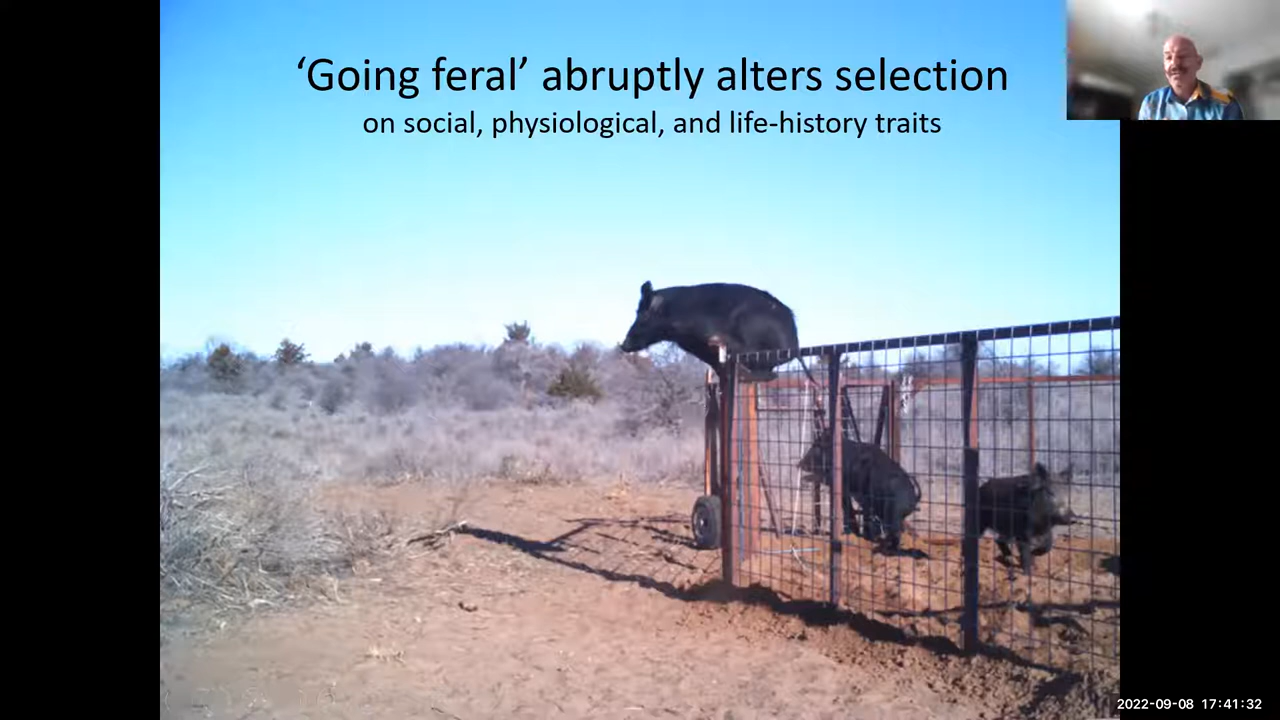 ‘Going feral’ abruptly alters selection
on social, physiological, and life-history traits
2022-09-08 17:41:32